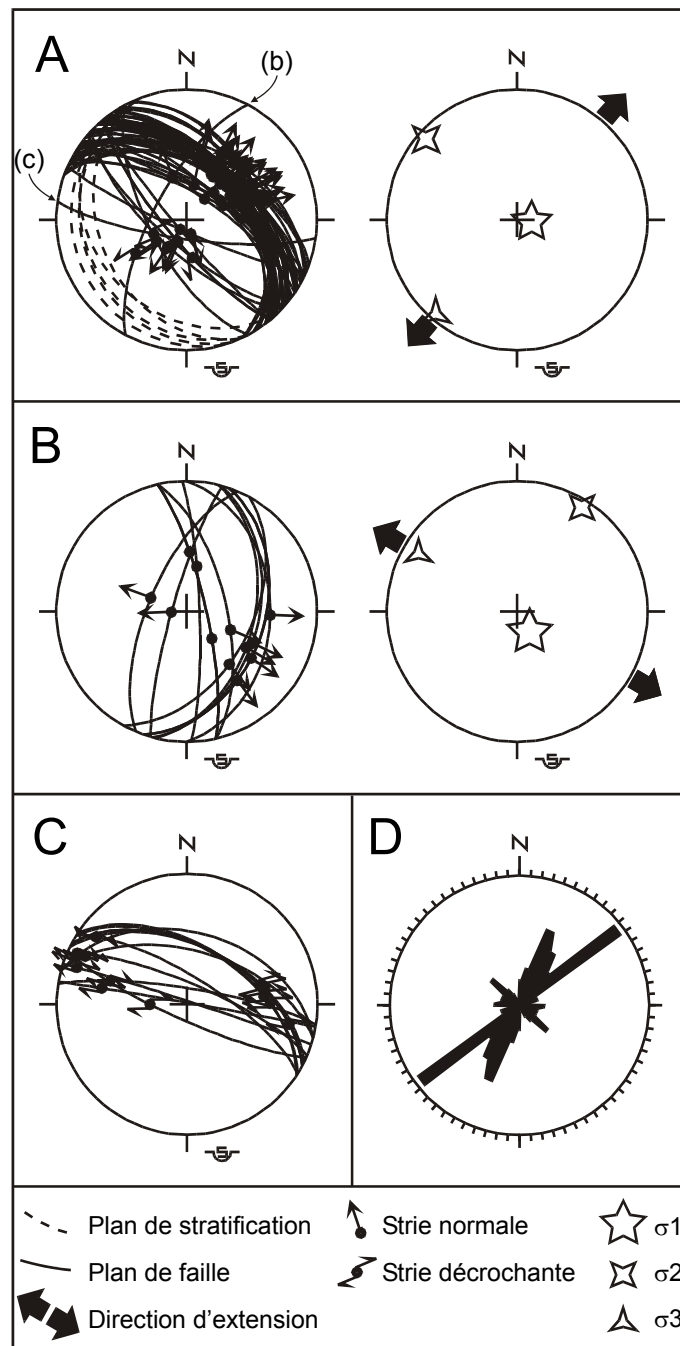 A
N
(b)
(c)
S
N
S
B
N
S
N
S
C
N
S
D
N
Plan de stratification
Strie normale
σ1
Plan de faille
Strie décrochante
σ2
Direction d'extension
σ3